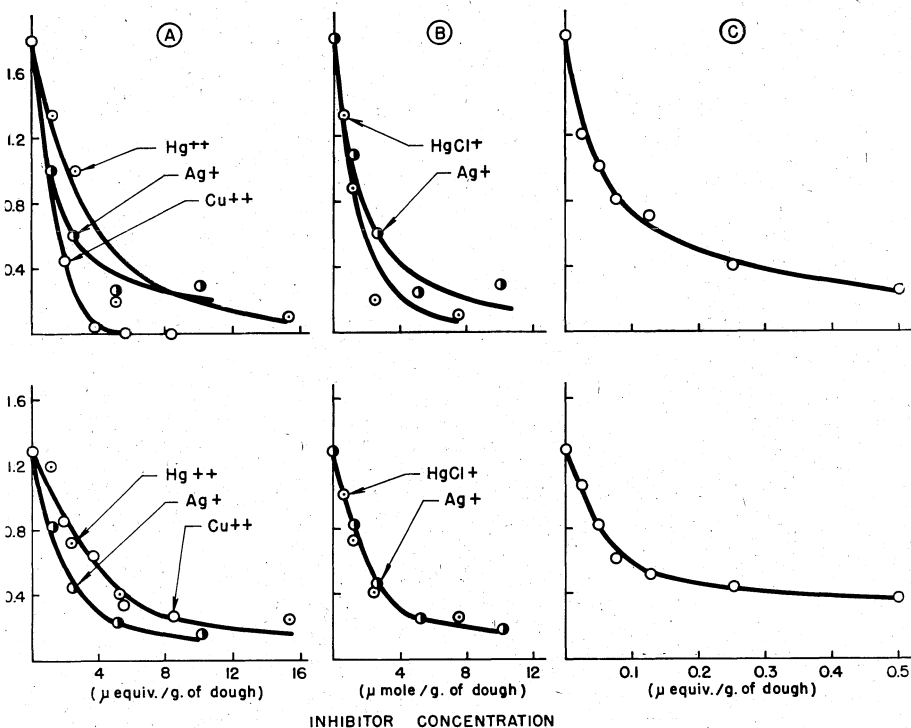 A B C
1.6
1.2
0.8
0.4
Hg++
Ag+
Cu++
HgCl+
Ag+
1.6
1.2
0.8
0.4
Hg++
Ag+
Cu++
HgCl+
Ag+
4 8 12 16
4 8 12
0.1 0.2 0.3 0.4 0.5
(μ equiv./g. of dough) (μ mole/g. of dough) (μ equiv./g. of dough)
INHIBITOR CONCENTRATION